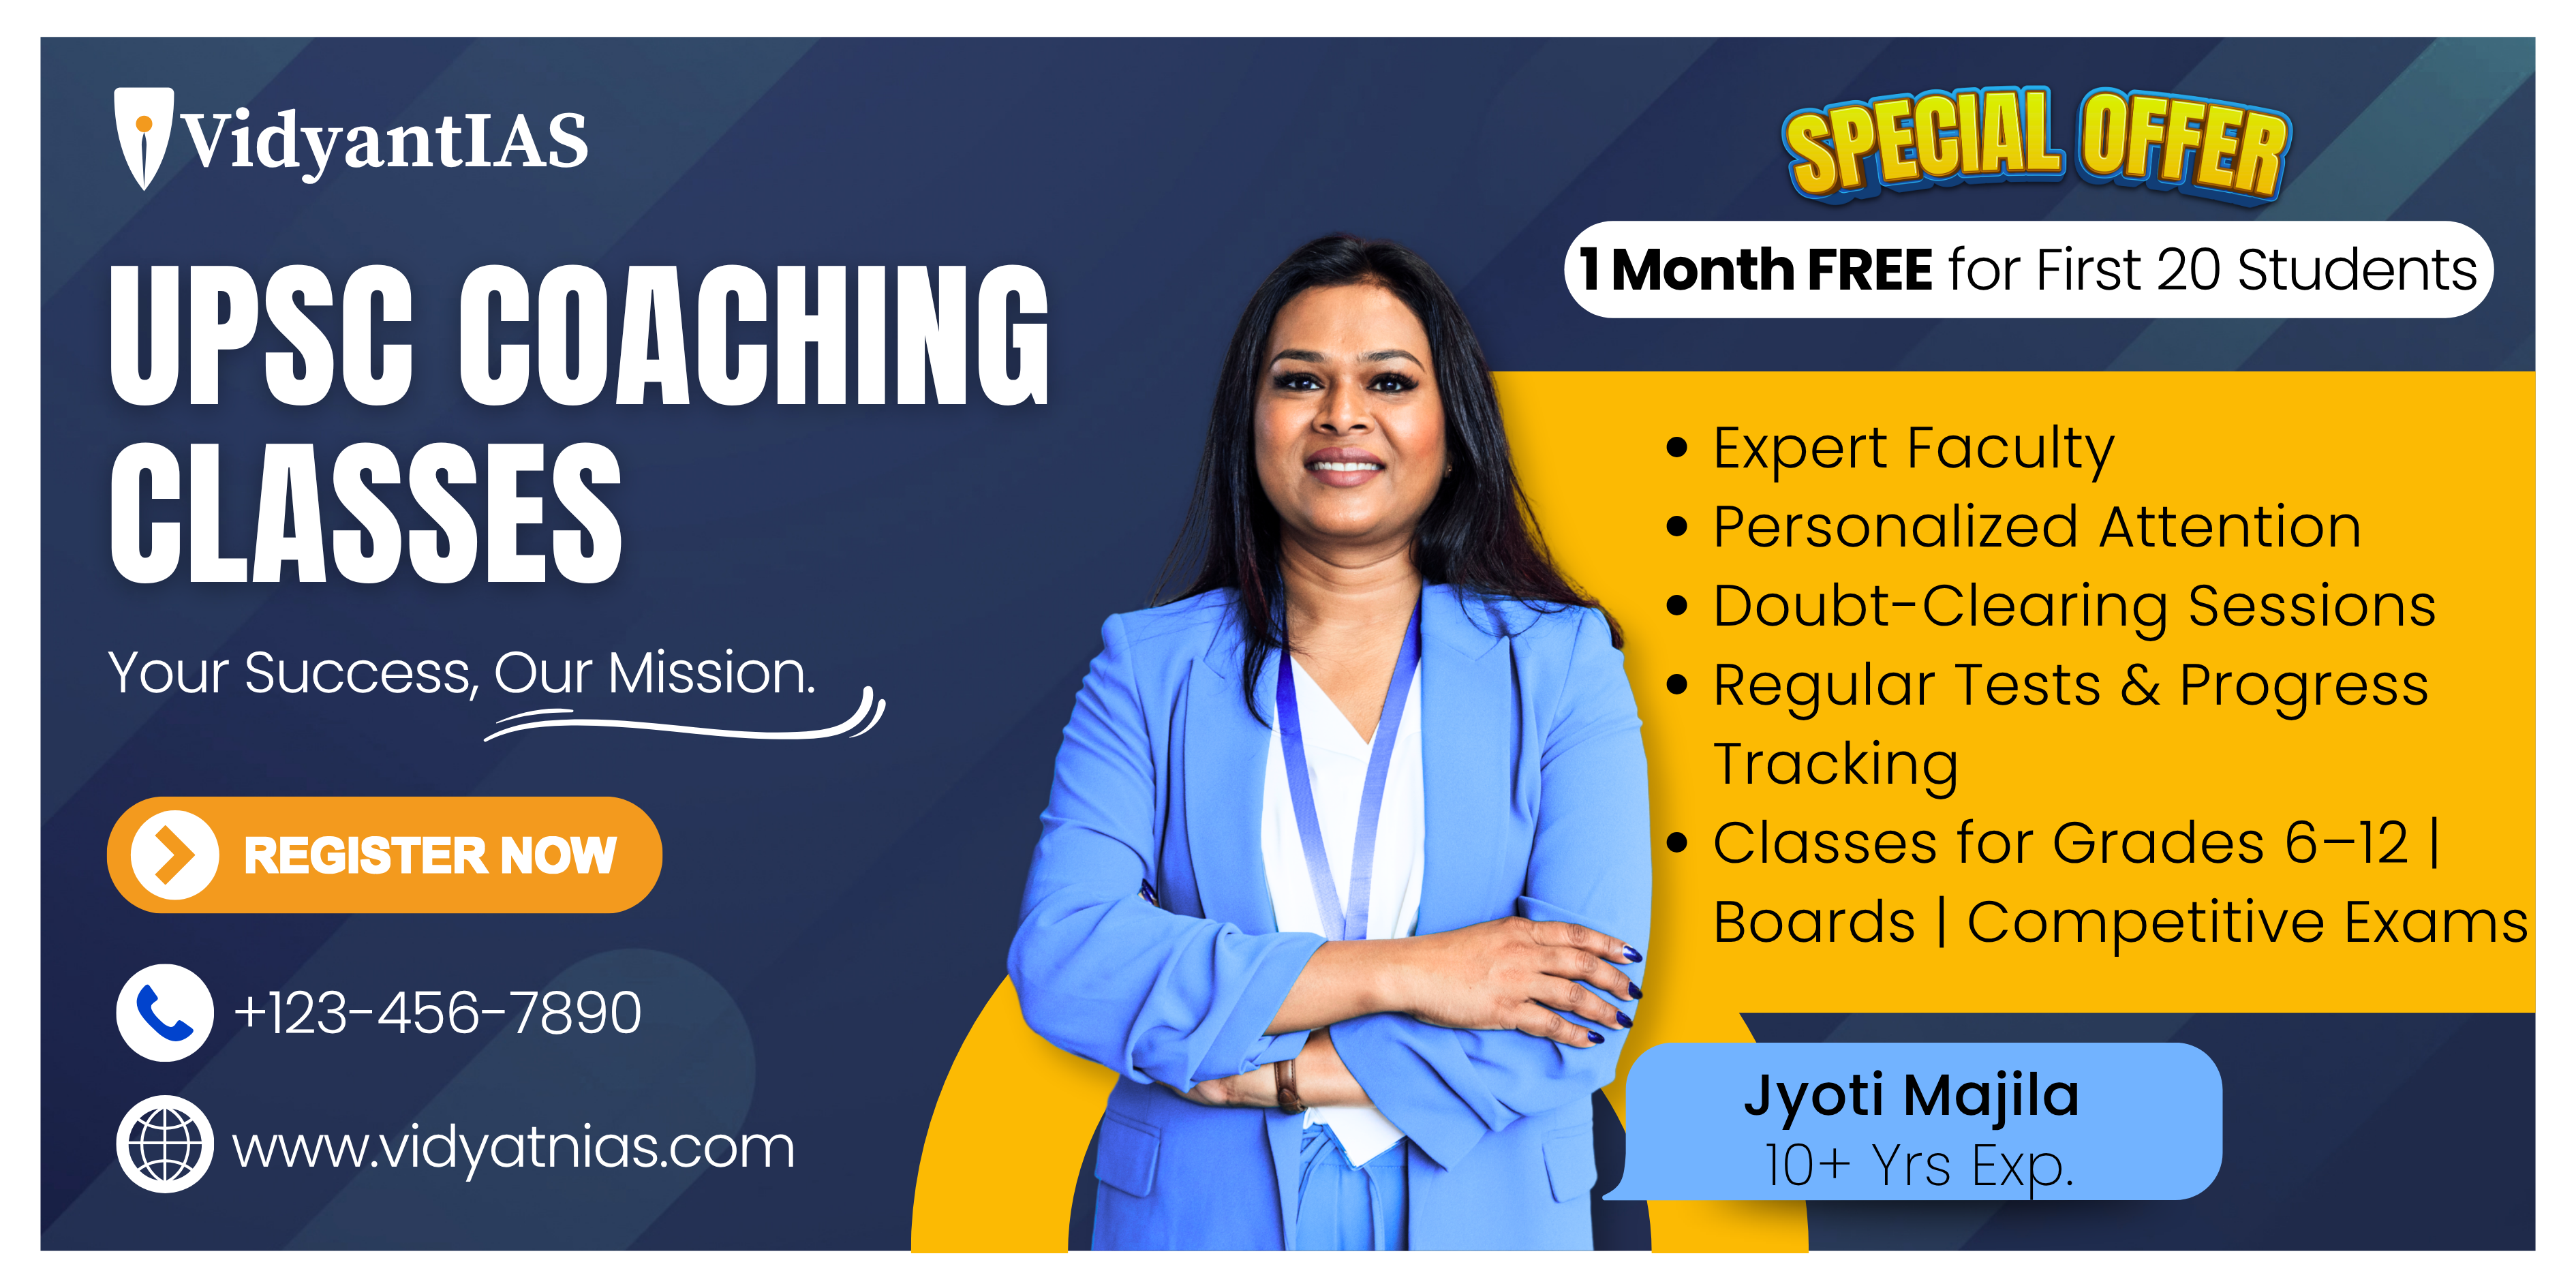 VidyantIAS
UPSC COACHING
CLASSES
Your Success, Our Mission.
REGISTER NOW
+123-456-7890
www.vidyatnias.com
SPECIAL OFFER
1 Month FREE for First 20 Students
• Expert Faculty
• Personalized Attention
• Doubt-Clearing Sessions
• Regular Tests & Progress
Tracking
• Classes for Grades 6–12 |
Boards | Competitive Exams
Jyoti Majila
10+ Yrs Exp.